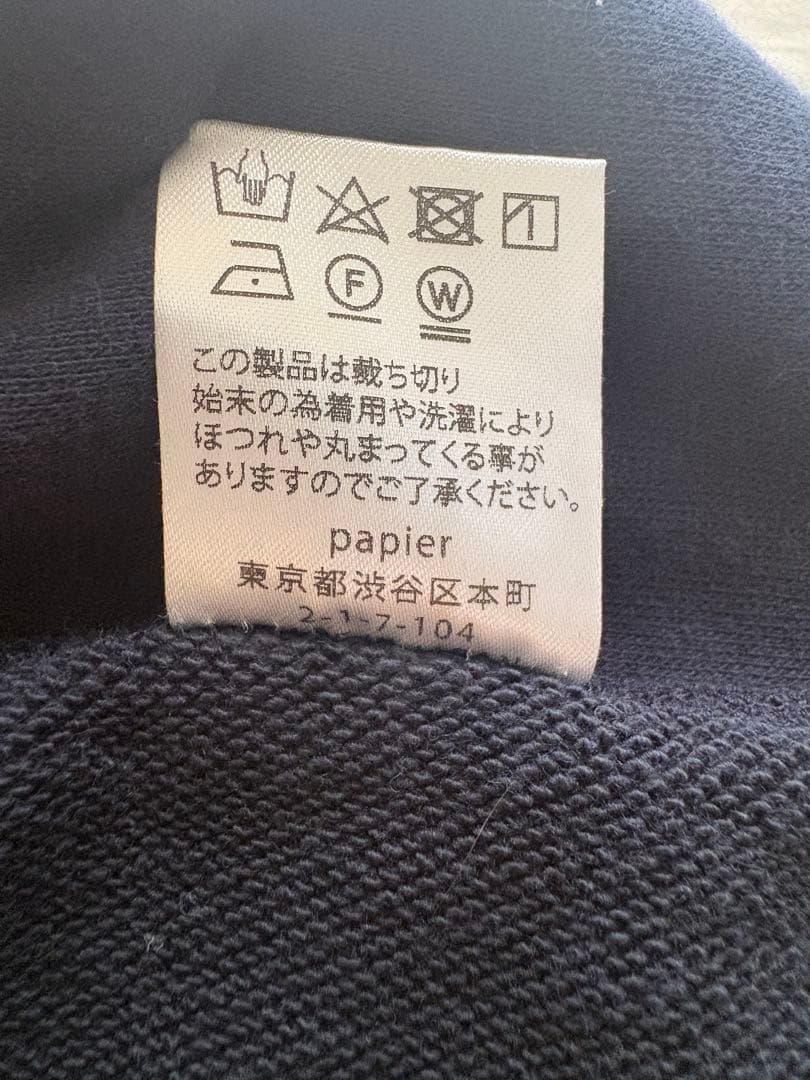 F W
この製品は裁ち切り
始末の為着用や洗濯により
ほつれや丸まってくる事が
ありますのでご了承ください。
papier
東京都渋谷区本町
2-1-7-104